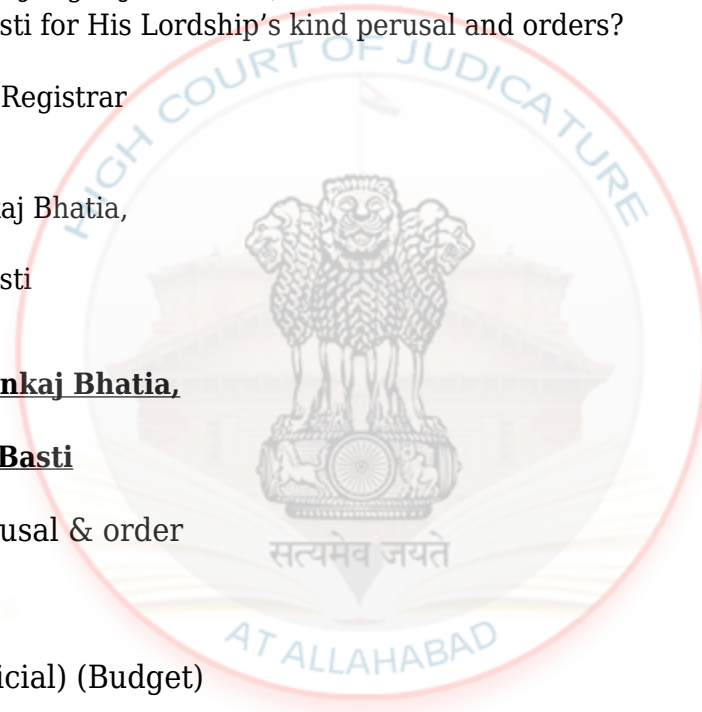 sti for His Lordship's kind perusal and orders?
HIGH COURT OF JUDICATURE
Registrar
aj Bhatia,
sti
nkaj Bhatia,
Basti
usal & order
सत्यमेव जयते
AT ALLAHABAD
icial) (Budget)